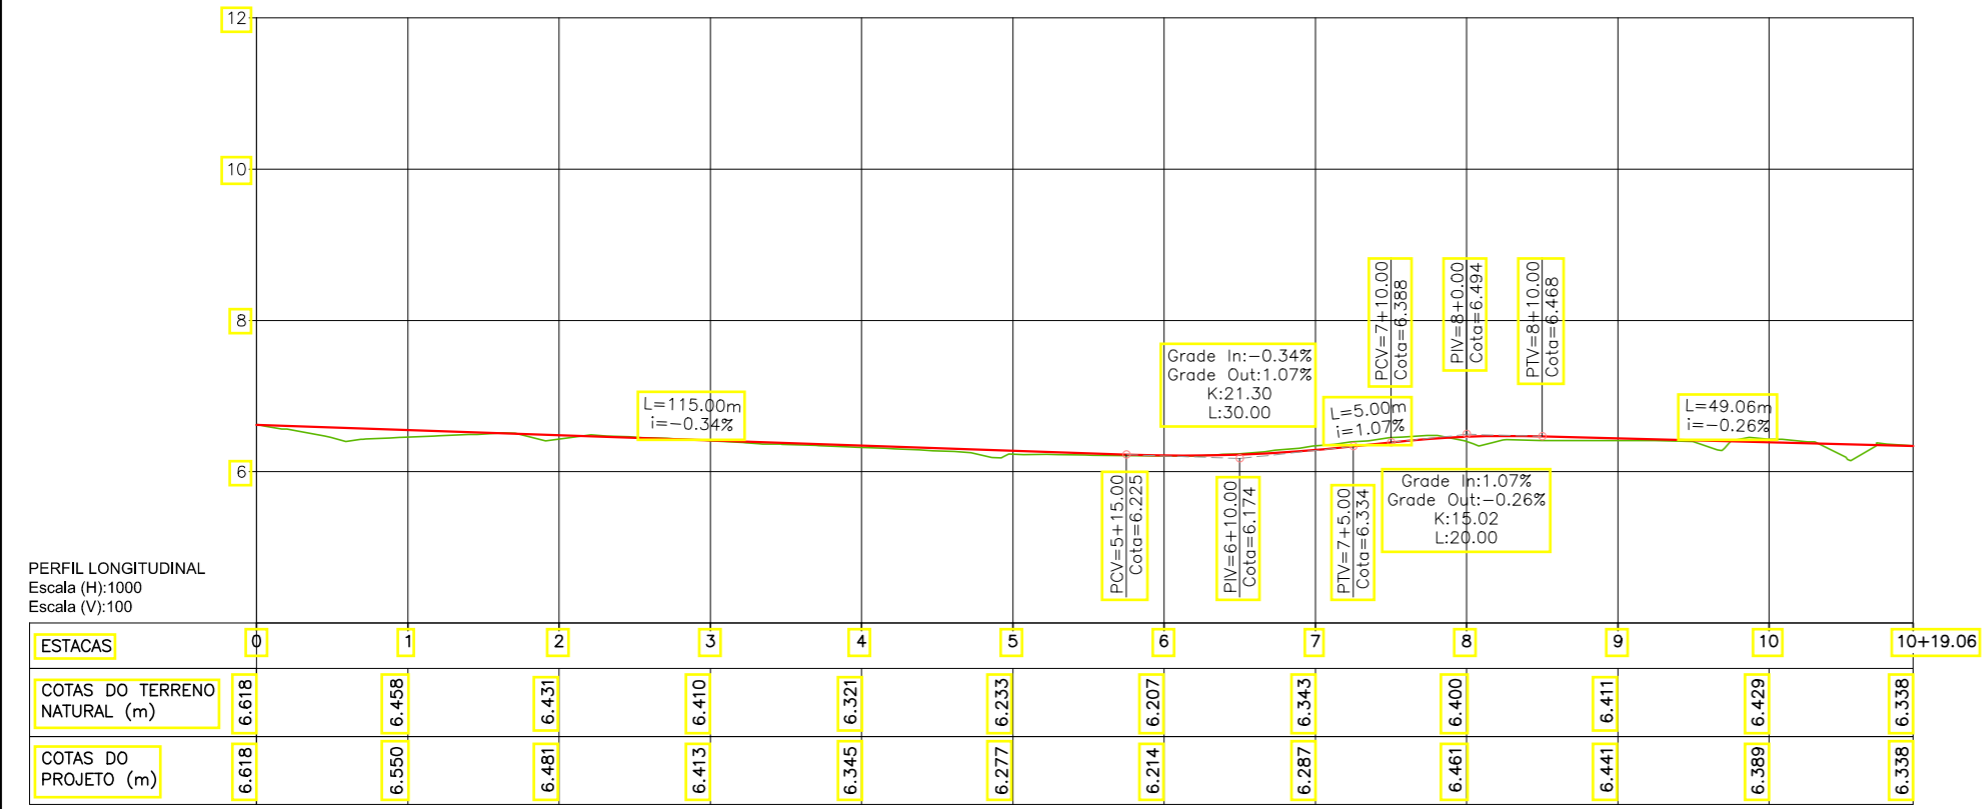 12
10
8
6
PCV=7+10.00
Cota=6.388
PIV=8+0.00
Cota=6.494
PTV=8+10.00
Cota=6.468
Grade In:-0.34%
Grade Out:1.07%
K:21.30
L:30.00
L=115.00m
i=-0.34%
L=5.00m
i=1.07%
L=49.06m
i=-0.26%
PCV=5+15.00
Cota=6.225
PIV=6+10.00
Cota=6.174
PTV=7+5.00
Cota=6.334
Grade In:1.07%
Grade Out:-0.26%
K:15.02
L:20.00
PERFIL LONGITUDINAL
Escala (H):1000
Escala (V):100
ESTACAS 0 1 2 3 4 5 6 7 8 9 10 10+19.06
COTAS DO TERRENO
NATURAL (m) 6.618 6.458 6.431 6.410 6.321 6.233 6.207 6.343 6.400 6.411 6.429 6.338
COTAS DO
PROJETO (m) 6.618 6.550 6.481 6.413 6.345 6.277 6.214 6.287 6.461 6.441 6.389 6.338